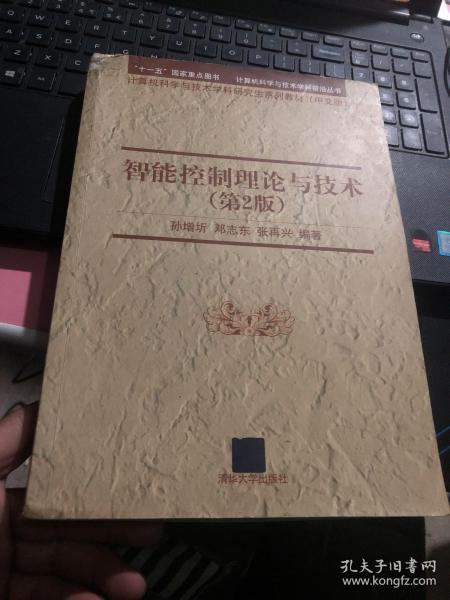 "十一五"国家重点图书 计算机科学与技术学科前沿丛书
计算机科学与技术学科研究生系列教材（中文版）
智能控制理论与技术
（第2版）
孙增圻 邓志东 张再兴 编著
清华大学出版社
孔夫子旧书网
www.kongfz.com